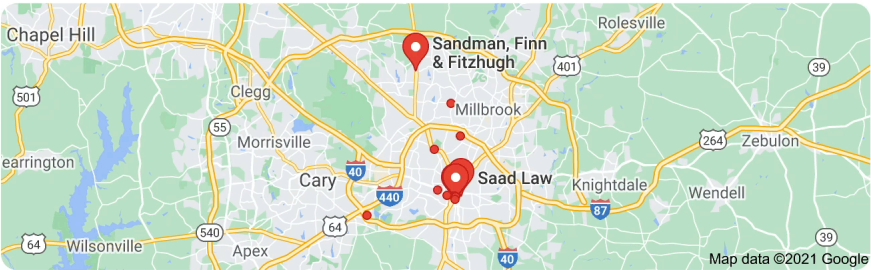 Rolesville
Chapel Hill
Sandman, Finn
& Fitzhugh
401
39
501
Clegg
Millbrook
55
Morrisville
264
Zebulon
earrington
40
Cary
Saad Law
440
Knightdale
Wendell
87
64
540
64
39
Wilsonville
Apex
40
Map data ©2021 Google